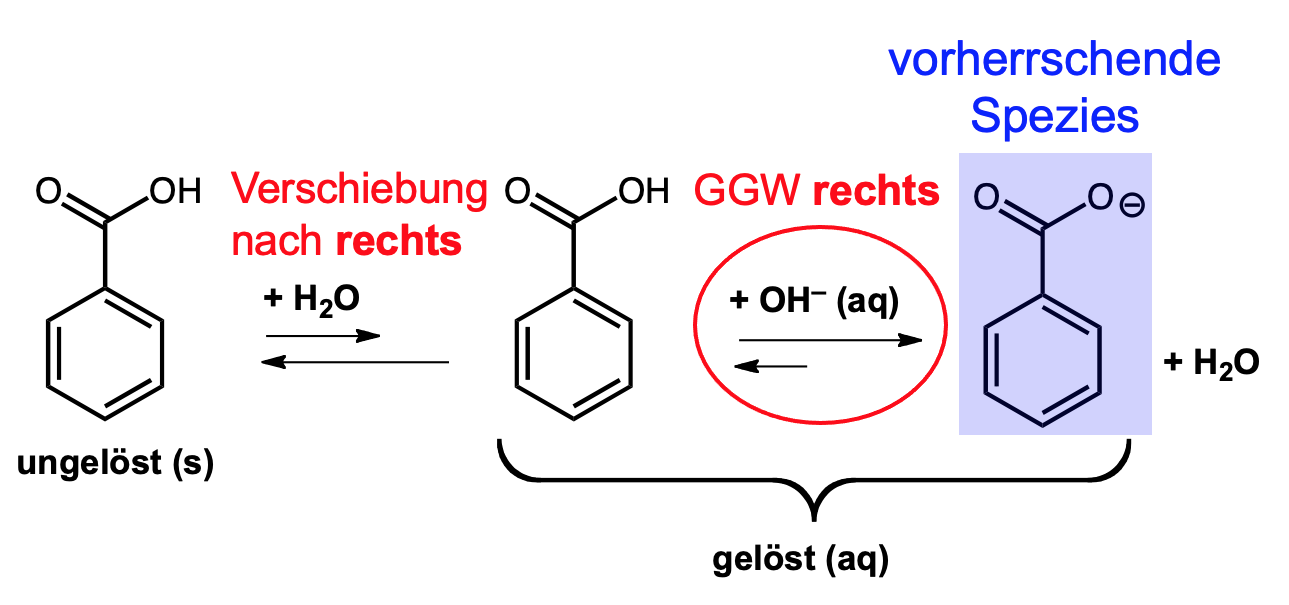 vorherrschende
Spezies
O
OH
Verschiebung
nach rechts
+ H₂O
O
OH
GGW rechts
+ OH⁻ (aq)
O
O⊖
+ H₂O
ungelöst (s)
gelöst (aq)